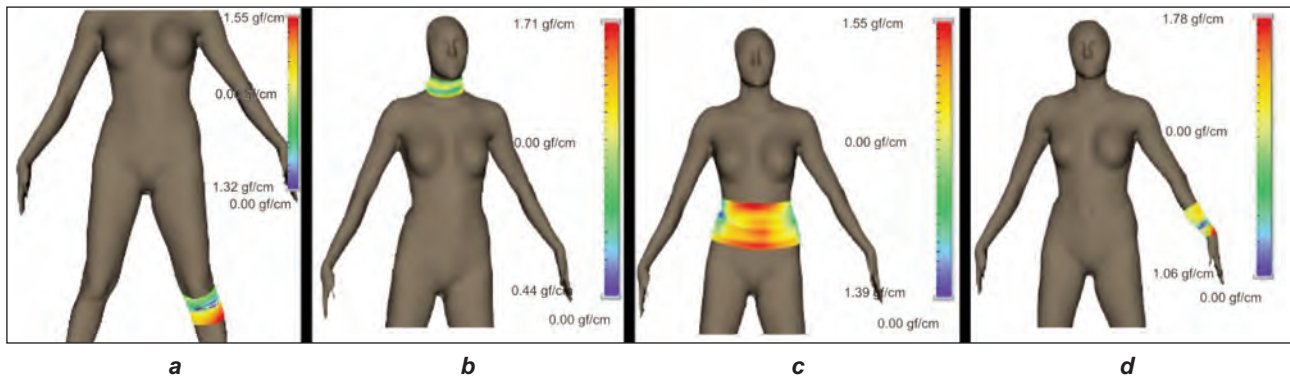 1.55 gf/cm
0.00 gf/cm
1.32 gf/cm
0.00 gf/cm
a
1.71 gf/cm
0.00 gf/cm
0.44 gf/cm
0.00 gf/cm
b
1.55 gf/cm
0.00 gf/cm
1.39 gf/cm
0.00 gf/cm
c
1.78 gf/cm
0.00 gf/cm
1.06 gf/cm
0.00 gf/cm
d